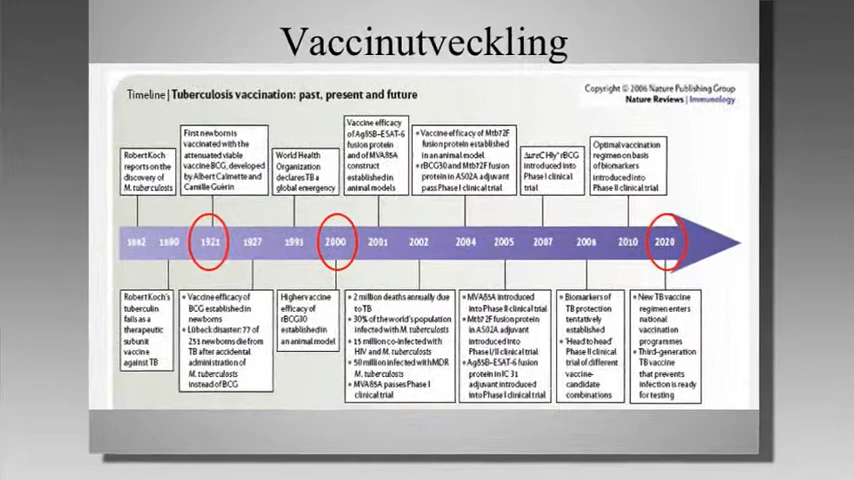 Vaccinutveckling
Timeline | Tuberculosis vaccination: past, present and future
Copyright © 2006 Nature Publishing Group
Nature Reviews | Immunology
Robert Koch
reports on the
discovery of
M. tuberculosis
First newborn is
vaccinated with the
attenuated viable
vaccine BCG, developed
by Albert Calmette and
Camille Guérin
World Health
Organization
declares TB a
global emergency
Vaccine efficacy
of Ag85B–ESAT-6
fusion protein
and of MVA85A
construct
established in
animal models
• Vaccine efficacy of Mtb72F
fusion protein established
in an animal model
• rBCG30 and Mtb72F fusion
protein in AS02A adjuvant
pass Phase I clinical trial
ΔureC Hly+ rBCG
introduced into
Phase I clinical
trial
Optimal vaccination
regimen on basis
of biomarkers
introduced into
Phase II clinical trial
1882 1890 1921 1927 1993 2000 2001 2002 2004 2005 2007 2008 2010 2020
Robert Koch's
tuberculin
fails as a
therapeutic
subunit
vaccine
against TB
• Vaccine efficacy of
BCG established in
newborns
• Lübeck disaster: 77 of
251 newborns die from
TB after accidental
administration of
M. tuberculosis
instead of BCG
Higher vaccine
efficacy of
rBCG30
established in
an animal model
• 2 million deaths annually due
to TB
• 30% of the world's population
infected with M. tuberculosis
• 15 million co-infected with
HIV and M. tuberculosis
• 50 million infected with MDR
M. tuberculosis
• MVA85A passes Phase I
clinical trial
• MVA85A introduced
into Phase II clinical trial
• Mtb72F fusion protein
in AS02A adjuvant
introduced into
Phase I/II clinical trial
• Ag85B–ESAT-6 fusion
protein in IC31
adjuvant introduced
into Phase I clinical trial
• Biomarkers of
TB protection
tentatively
established
• 'Head to head'
Phase II clinical
trial of different
vaccine-
candidate
combinations
• New TB vaccine
regimen enters
national
vaccination
programmes
• Third-generation
TB vaccine
that prevents
infection is ready
for testing